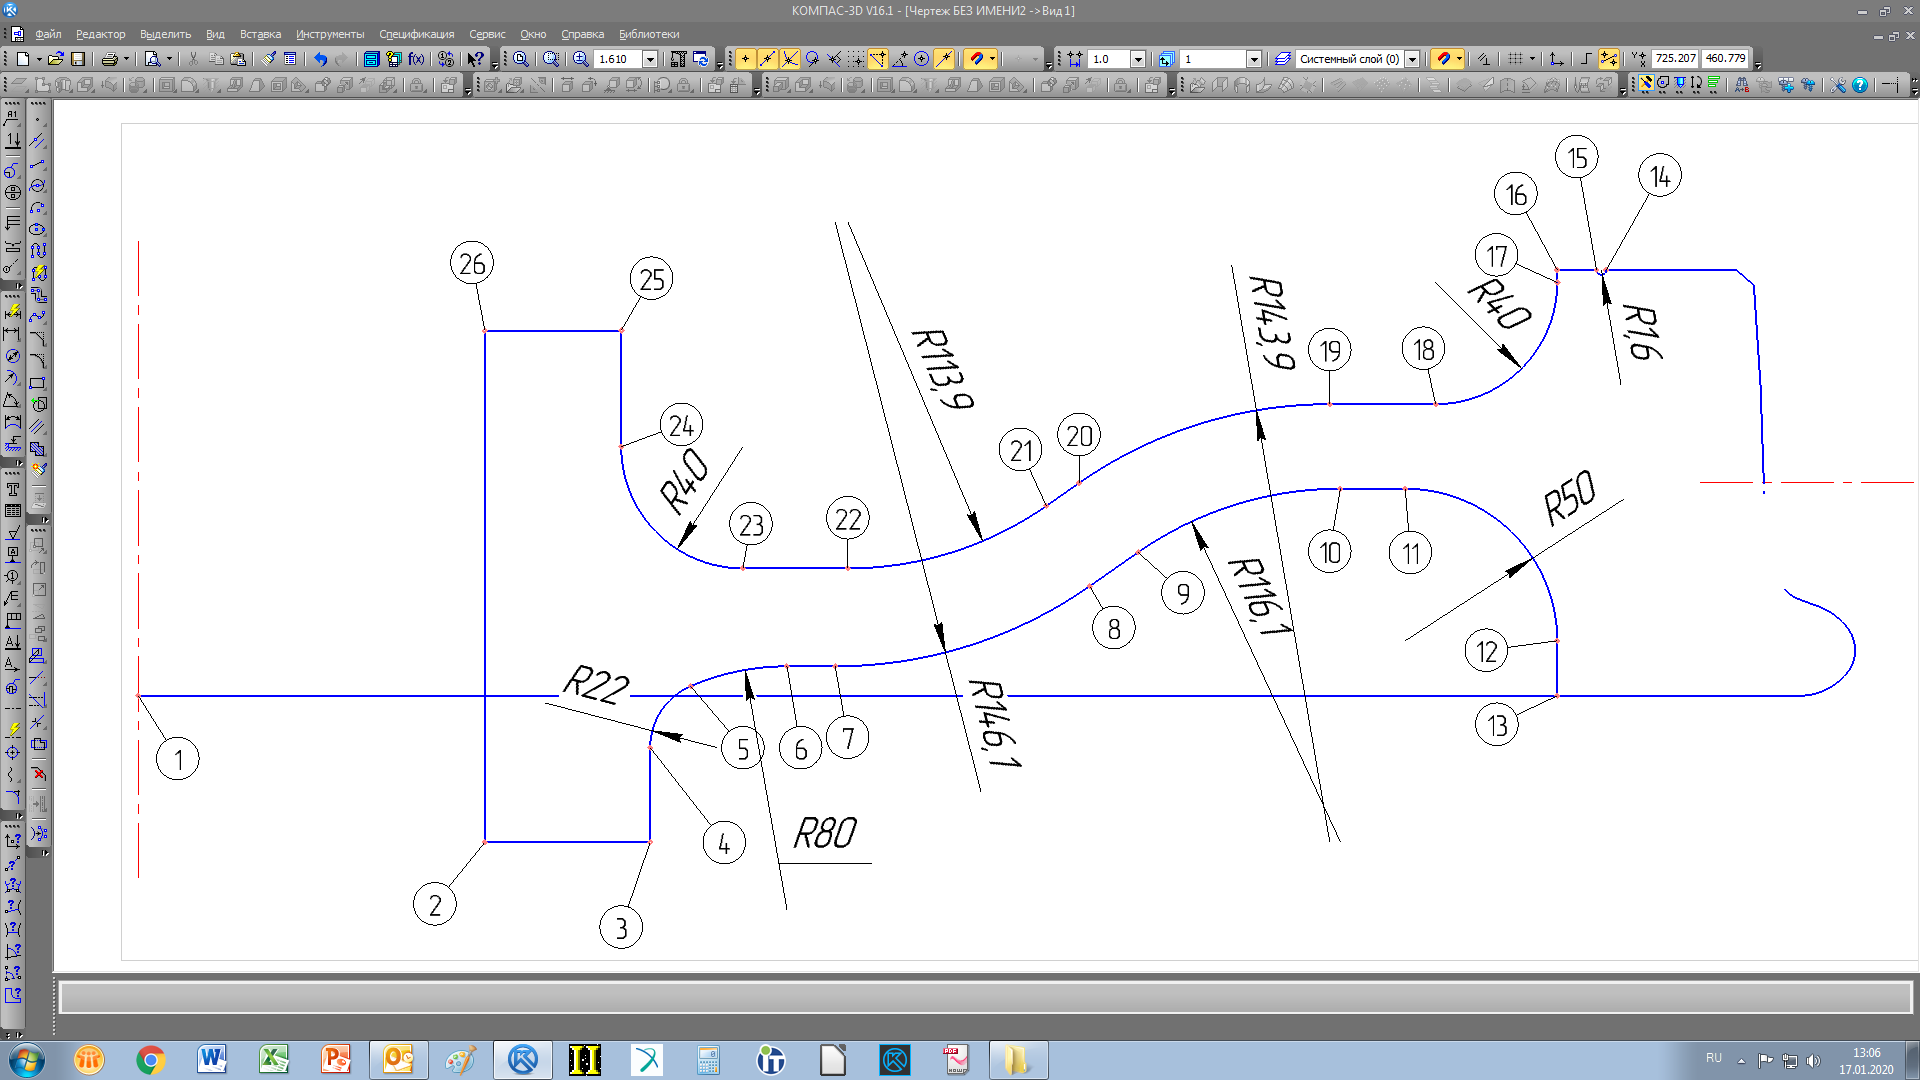 КОМПАС-3D V16.1 - [Чертеж БЕЗ ИМЕНИ2 ->Вид 1]
Файл Редактор Выделить Вид Вставка Инструменты Спецификация Сервис Окно Справка Библиотеки
1.610 1.0 1 Системный слой (0) 725.207 460.779
15
14
16
17
26
25
R40
R1,6
R143,9
R113,9
19
18
24
20
21
R40
R50
23
22
10
11
9
R116,1
8
12
R22
R146,1
13
1
5
6
7
4
R80
2
3
RU
13:06
17.01.2020